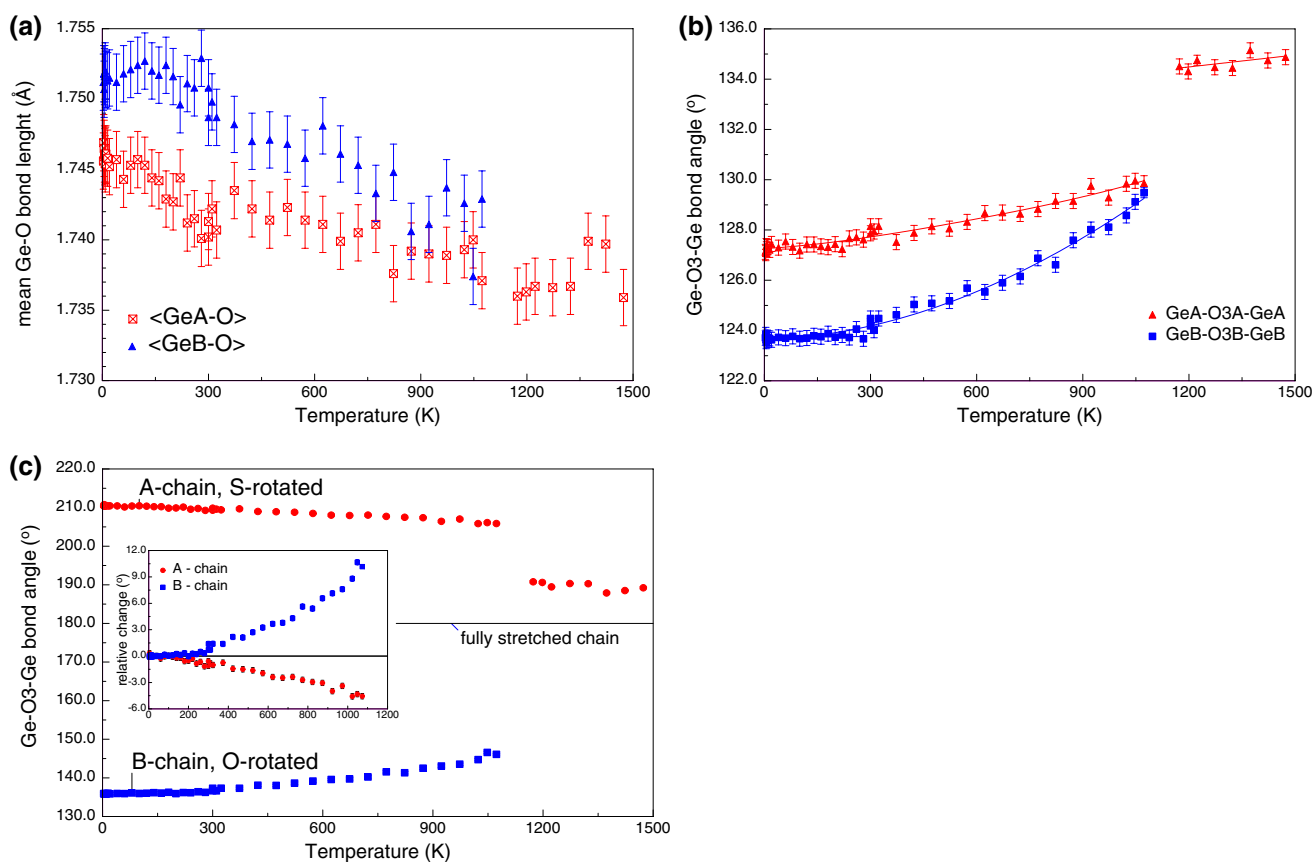 (a)
1.755
1.750
1.745
1.740
1.735
1.730
mean Ge-O bond lenght (Å)
<GeA-O>
<GeB-O>
0 300 600 900 1200 1500
Temperature (K)
(b)
136.0
134.0
132.0
130.0
128.0
126.0
124.0
122.0
Ge-O3-Ge bond angle (º)
GeA-O3A-GeA
GeB-O3B-GeB
0 300 600 900 1200 1500
Temperature (K)
(c)
220.0
210.0
200.0
190.0
180.0
170.0
160.0
150.0
140.0
130.0
Ge-O3-Ge bond angle (º)
A-chain, S-rotated
12.0
9.0
6.0
3.0
0.0
-3.0
-6.0
relative change (º)
A - chain
B - chain
0 200 400 600 800 1000 1200
fully stretched chain
B-chain, O-rotated
0 300 600 900 1200 1500
Temperature (K)